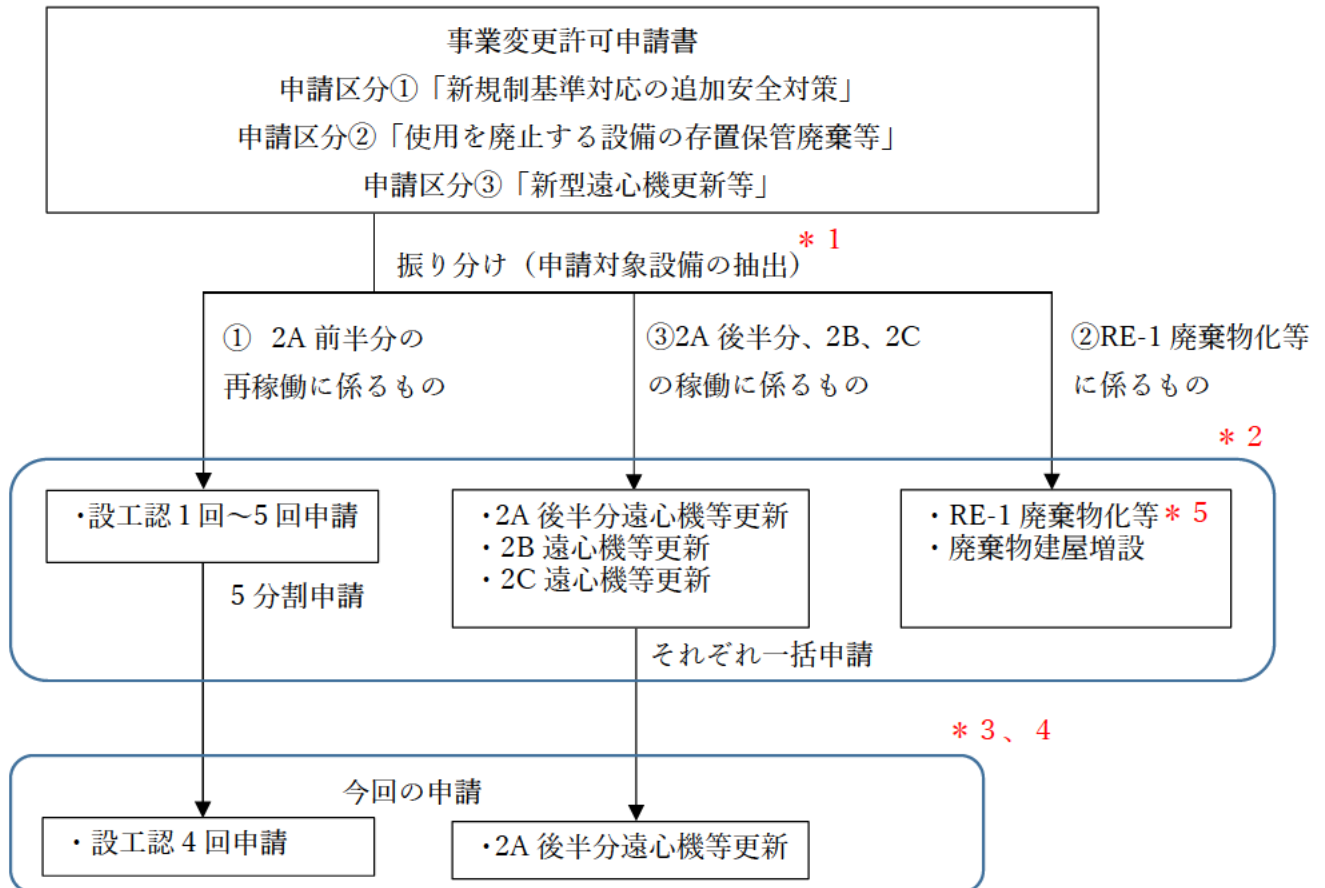 事業変更許可申請書
申請区分①「新規制基準対応の追加安全対策」
申請区分②「使用を廃止する設備の存置保管廃棄等」
申請区分③「新型遠心機更新等」
振り分け（申請対象設備の抽出）＊1
① 2A 前半分の
再稼働に係るもの
③2A 後半分、2B、2C
の稼働に係るもの
②RE-1 廃棄物化等
に係るもの
＊2
・設工認 1 回～5 回申請
・2A 後半分遠心機等更新
・2B 遠心機等更新
・2C 遠心機等更新
・RE-1 廃棄物化等＊5
・廃棄物建屋増設
5 分割申請
それぞれ一括申請
＊3、4
今回の申請
・設工認 4 回申請
・2A 後半分遠心機等更新